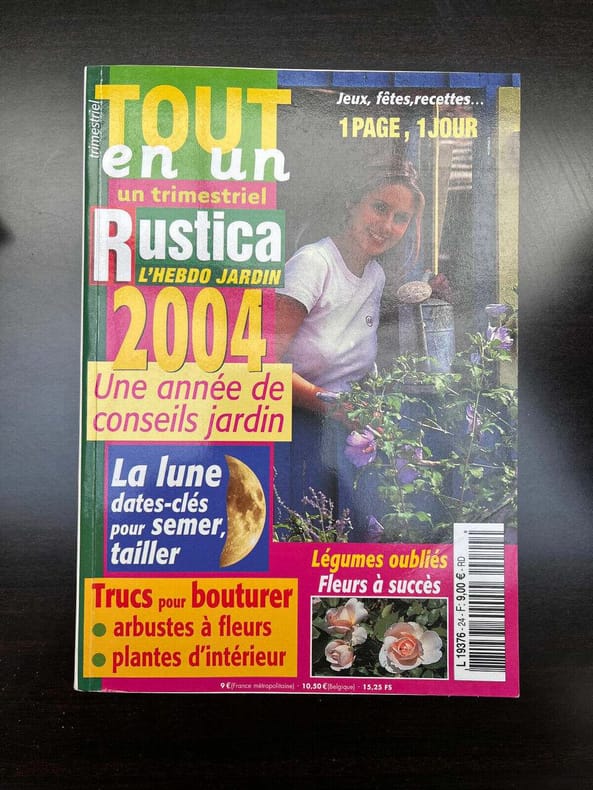 trimestriel
TOUT
en un
un trimestriel
Rustica
L'HEBDO JARDIN
2004
Une année de
conseils jardin
La lune
dates-clés
pour semer,
tailler
Trucs pour bouturer
• arbustes à fleurs
• plantes d'intérieur
Jeux, fêtes,recettes...
1 PAGE , 1 JOUR
Légumes oubliés
Fleurs à succès
L 19376 - 24 - F: 9,00 € - RD
9 € (France métropolitaine) - 10,50 € (Belgique) - 15,25 FS